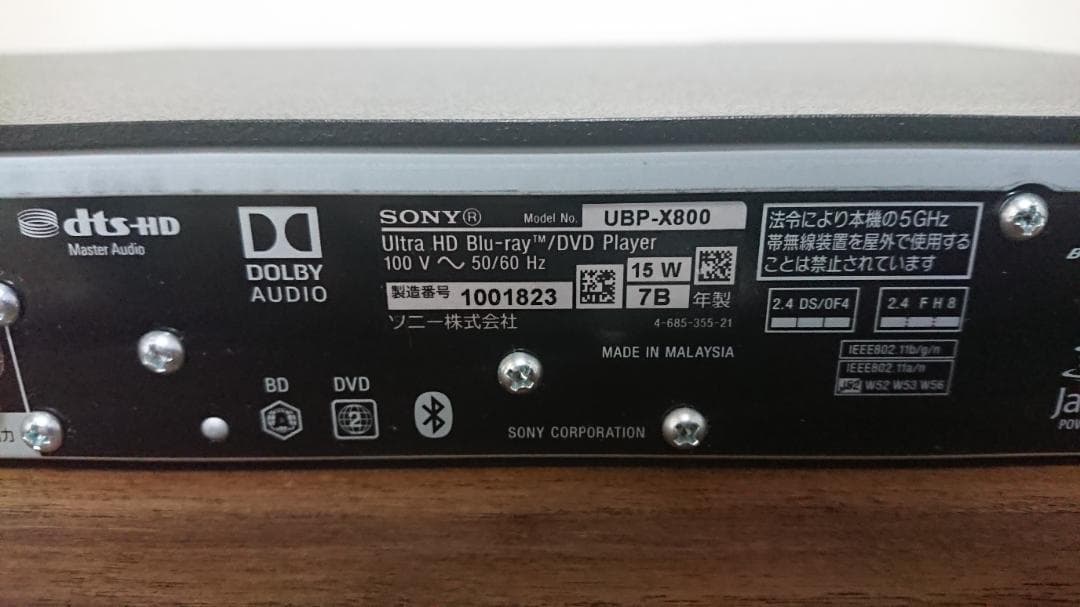 dts-HD
Master Audio
DOLBY
AUDIO
SONY® Model No. UBP-X800
Ultra HD Blu-ray™/DVD Player
100 V ～ 50/60 Hz
15 W
製造番号 1001823
7B 年製
ソニー株式会社
4-685-355-21
MADE IN MALAYSIA
法令により本機の5GHz
帯無線装置を屋外で使用する
ことは禁止されています
2.4 DS/OF4
2.4 F H 8
IEEE802.11b/g/n
IEEE802.11a/n
J52 W52 W53 W56
BD
DVD
2
SONY CORPORATION
力
Ja
POW